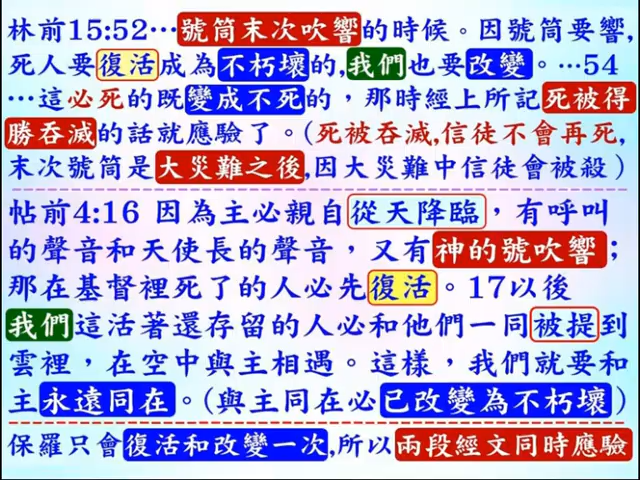 林前15:52…號筒末次吹響的時候。因號筒要響,
死人要復活成為不朽壞的,我們也要改變。…54
…這必死的既變成不死的,那時經上所記死被得
勝吞滅的話就應驗了。(死被吞滅,信徒不會再死,
末次號筒是大災難之後,因大災難中信徒會被殺)
帖前4:16 因為主必親自從天降臨,有呼叫
的聲音和天使長的聲音,又有神的號吹響;
那在基督裡死了的人必先復活。17以後
我們這活著還存留的人必和他們一同被提到
雲裡,在空中與主相遇。這樣,我們就要和
主永遠同在。(與主同在必已改變為不朽壞)
保羅只會復活和改變一次,所以兩段經文同時應驗